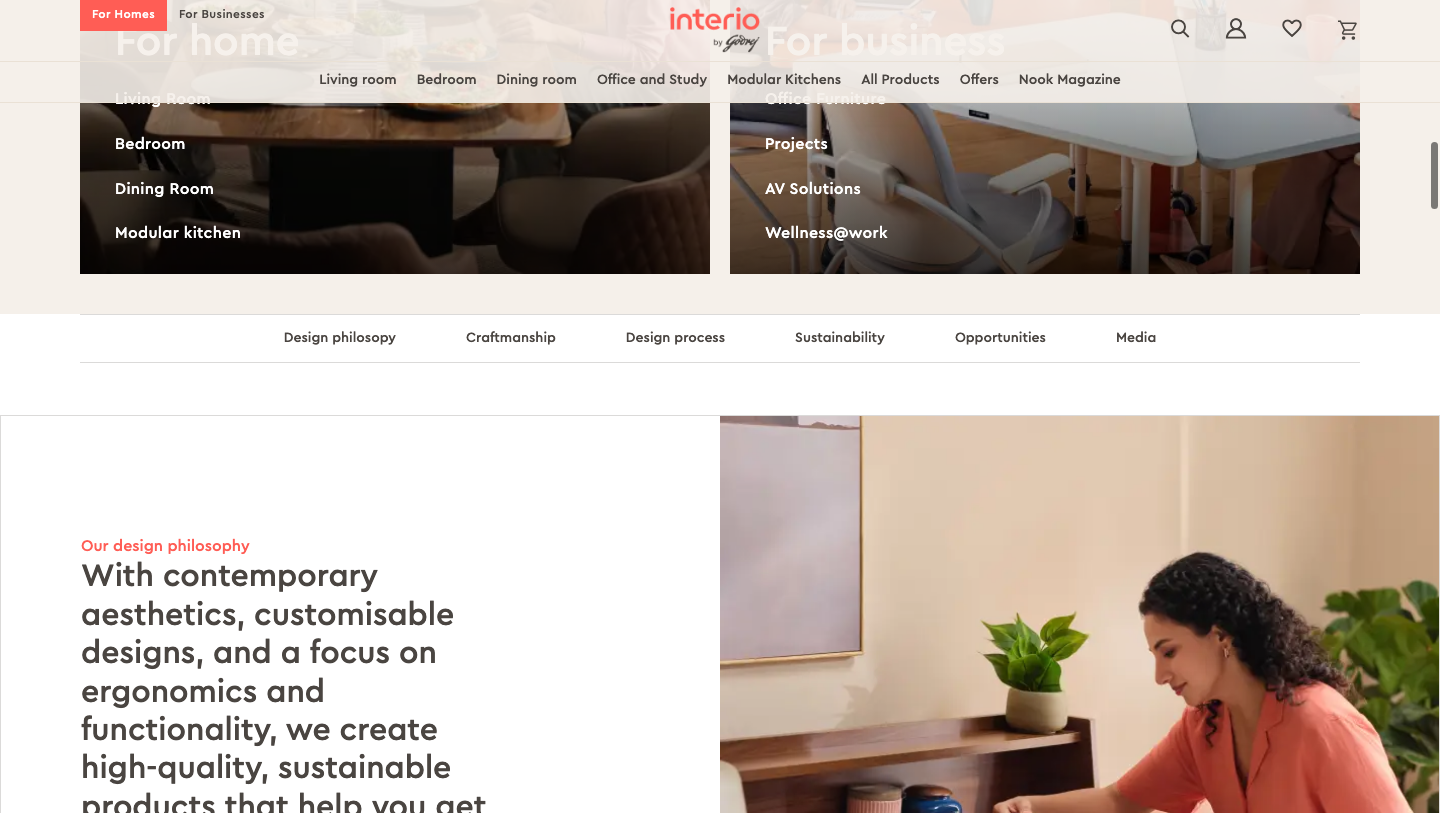 For Homes
For Businesses
interio
by Godrej
For home
For business
Living room
Bedroom
Dining room
Office and Study
Modular Kitchens
All Products
Offers
Nook Magazine
Living Room
Bedroom
Dining Room
Modular kitchen
Office Furniture
Projects
AV Solutions
Wellness@work
Design philosopy
Craftmanship
Design process
Sustainability
Opportunities
Media
Our design philosophy
With contemporary
aesthetics, customisable
designs, and a focus on
ergonomics and
functionality, we create
high-quality, sustainable
products that help you get